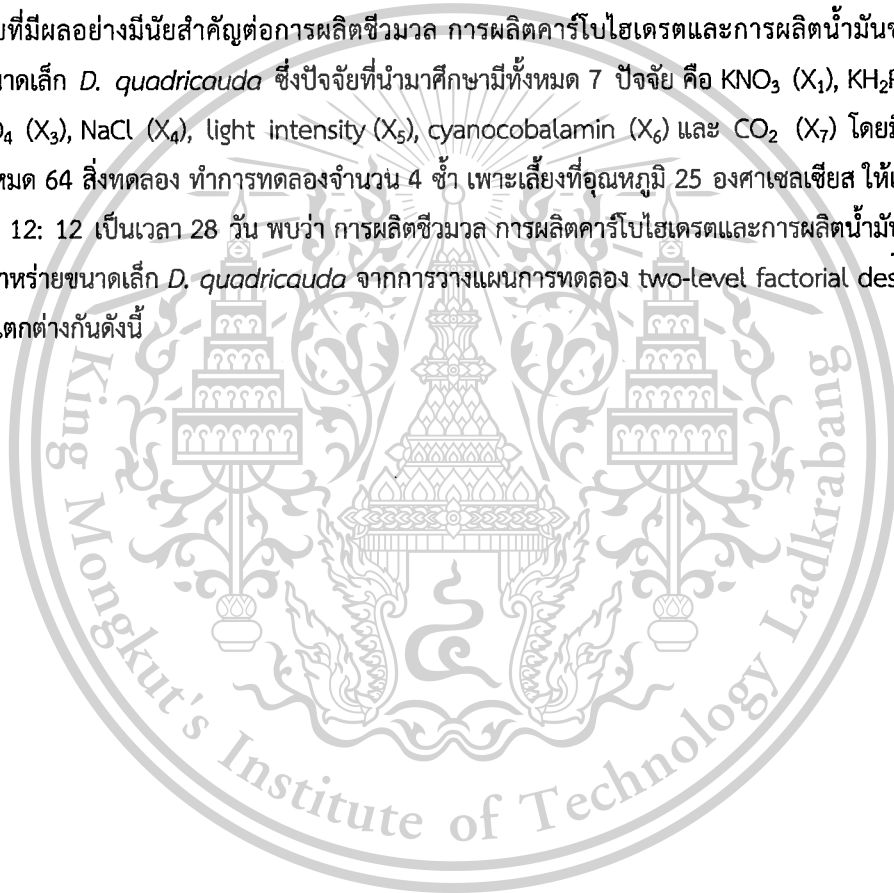 ที่มีผลอย่างมีนัยสำคัญต่อการผลิตชีวมวล การผลิตคาร์โบไฮเดรตและการผลิตน้ำมัน
ขนาดเล็ก D. quadricauda ซึ่งปัจจัยที่นำมาศึกษามีทั้งหมด 7 ปัจจัย คือ KNO₃ (X₁),
(X₃), NaCl (X₄), light intensity (X₅), cyanocobalamin (X₆) และ CO₂ (X₇) โดย
64 สิ่งทดลอง ทำการทดลองจำนวน 4 ซ้ำ เพาะเลี้ยงที่อุณหภูมิ 25 องศาเซลเซียส
12: 12 เป็นเวลา 28 วัน พบว่า การผลิตชีวมวล การผลิตคาร์โบไฮเดรตและการผลิตน้ำมัน
ขนาดเล็ก D. quadricauda จากการวางแผนการทดลอง two-level factorial
แตกต่างกันดังนี้
King Mongkut's Institute of Technology Ladkrabang